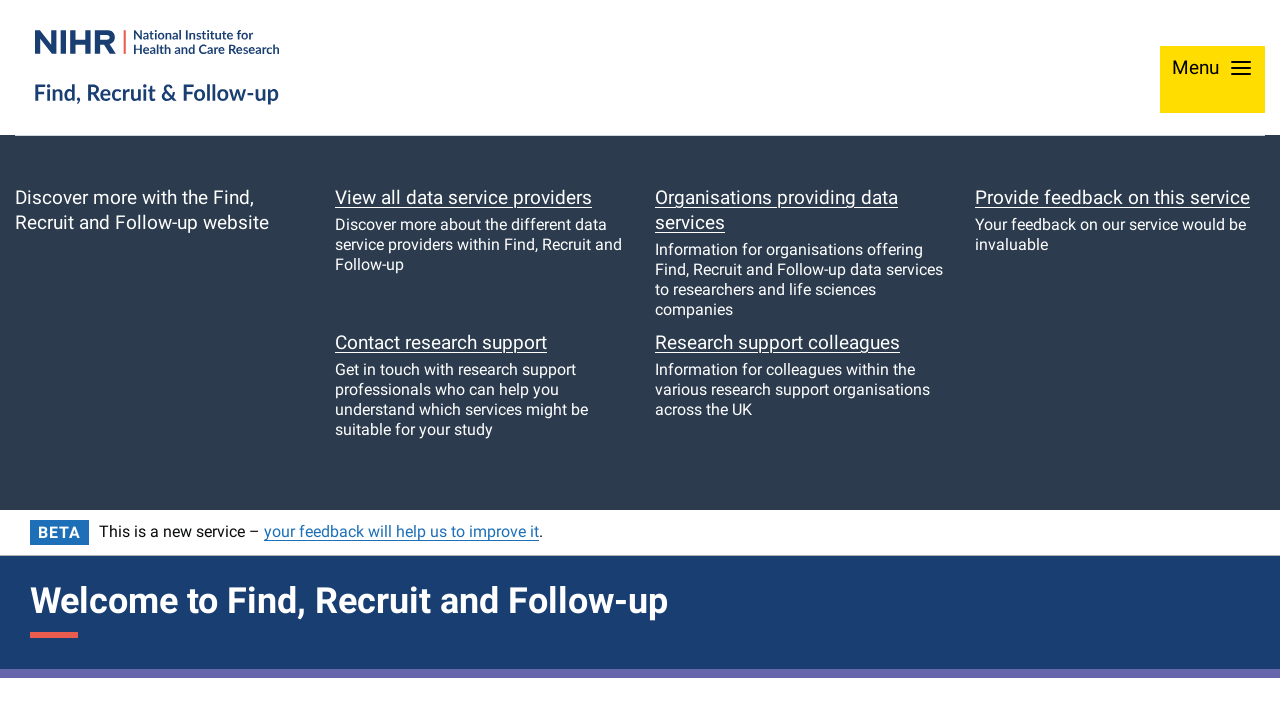 NIHR | National Institute for
Health and Care Research
Find, Recruit & Follow-up
Menu
Discover more with the Find,
Recruit and Follow-up website
View all data service providers
Discover more about the different data
service providers within Find, Recruit and
Follow-up
Organisations providing data
services
Information for organisations offering
Find, Recruit and Follow-up data services
to researchers and life sciences
companies
Provide feedback on this service
Your feedback on our service would be
invaluable
Contact research support
Get in touch with research support
professionals who can help you
understand which services might be
suitable for your study
Research support colleagues
Information for colleagues within the
various research support organisations
across the UK
BETA This is a new service – your feedback will help us to improve it.
Welcome to Find, Recruit and Follow-up